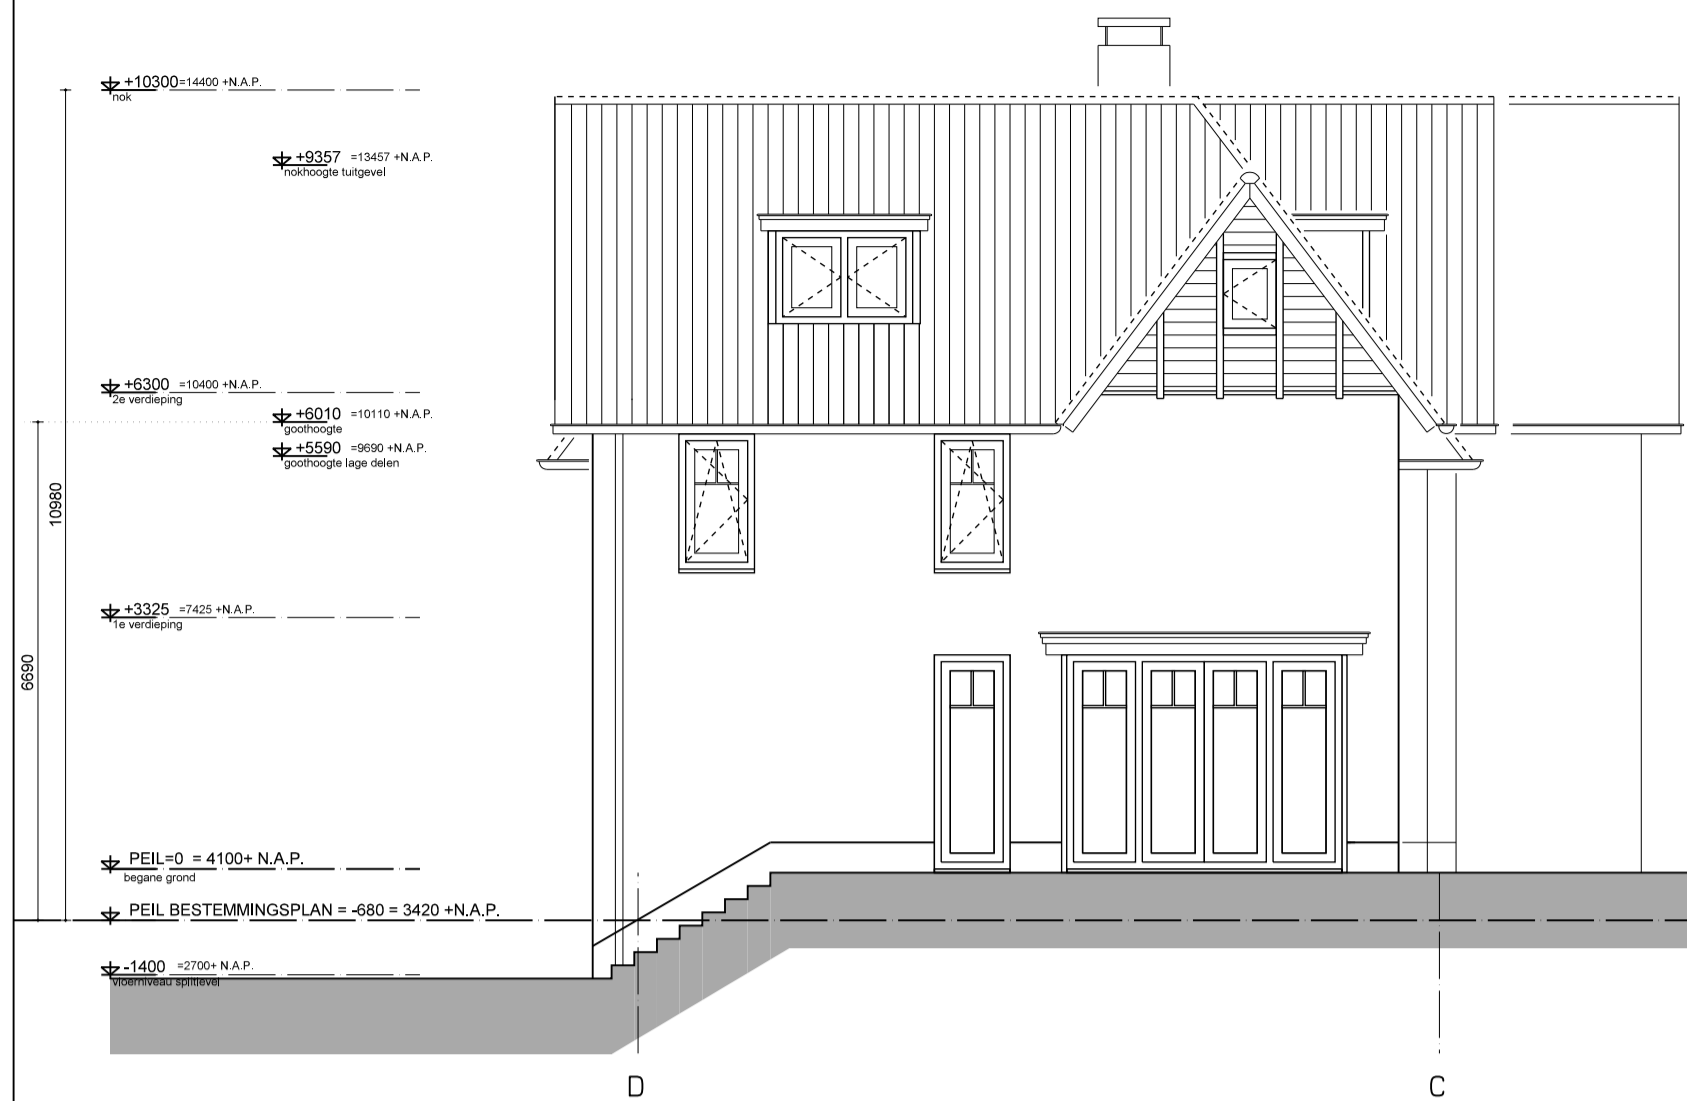 +10300=14400 +N.A.P.
nok
+9357 =13457 +N.A.P.
nokhoogte tuitgevel
+6300 =10400 +N.A.P.
2e verdieping
+6010 =10110 +N.A.P.
goothoogte
+5590 =9690 +N.A.P.
goothoogte lage delen
10980
+3325 =7425 +N.A.P.
1e verdieping
6690
PEIL=0 = 4100+ N.A.P.
begane grond
PEIL BESTEMMINGSPLAN = -680 = 3420 +N.A.P.
-1400 =2700+ N.A.P.
vloerniveau splitlevel
D
C